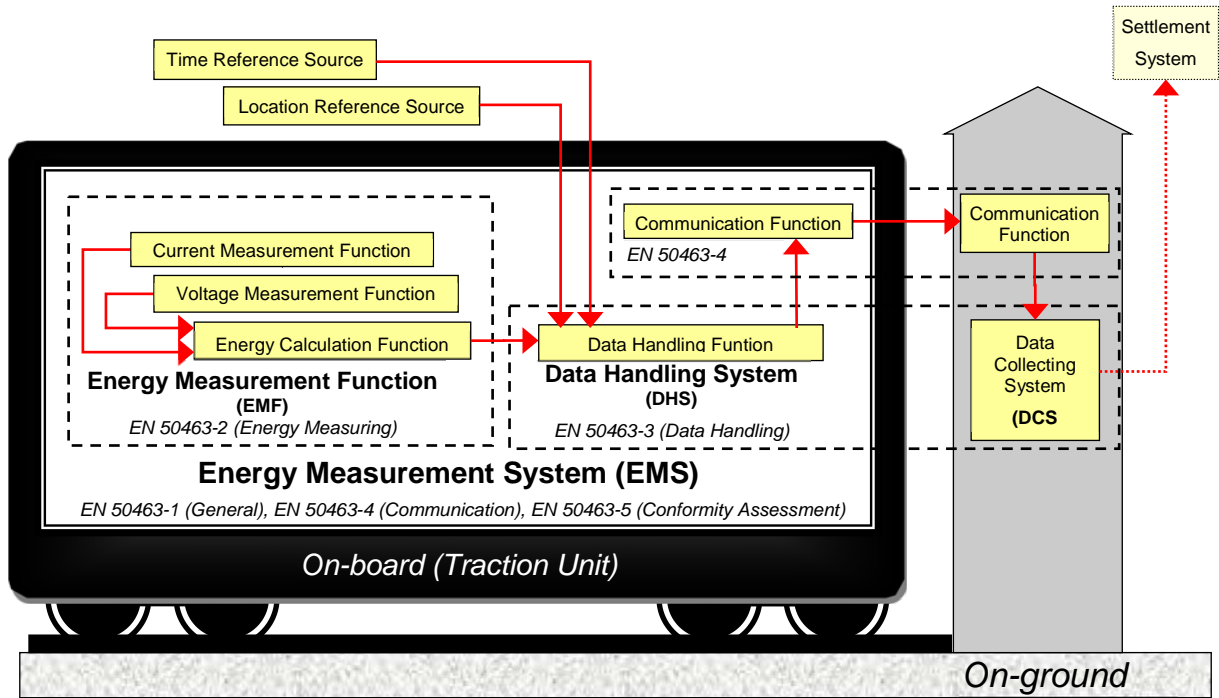 Settlement
System
Time Reference Source
Location Reference Source
Communication Function
EN 50463-4
Communication
Function
Current Measurement Function
Voltage Measurement Function
Energy Calculation Function
Energy Measurement Function
(EMF)
EN 50463-2 (Energy Measuring)
Data Handling Funtion
Data Handling System
(DHS)
EN 50463-3 (Data Handling)
Data
Collecting
System
(DCS
Energy Measurement System (EMS)
EN 50463-1 (General), EN 50463-4 (Communication), EN 50463-5 (Conformity Assessment)
On-board (Traction Unit)
On-ground